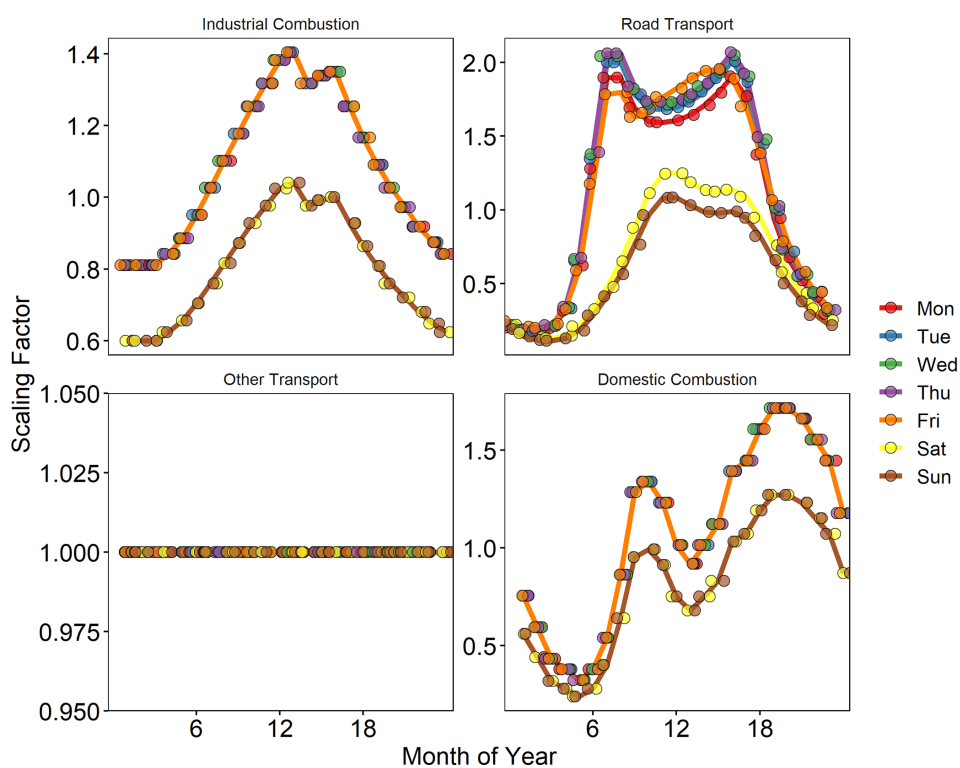 Industrial Combustion
Road Transport
1.4
1.2
1.0
0.8
0.6
2.0
1.5
1.0
0.5
Other Transport
Domestic Combustion
1.050
1.025
1.000
0.975
0.950
1.5
1.0
0.5
6
12
18
6
12
18
Scaling Factor
Month of Year
Mon
Tue
Wed
Thu
Fri
Sat
Sun